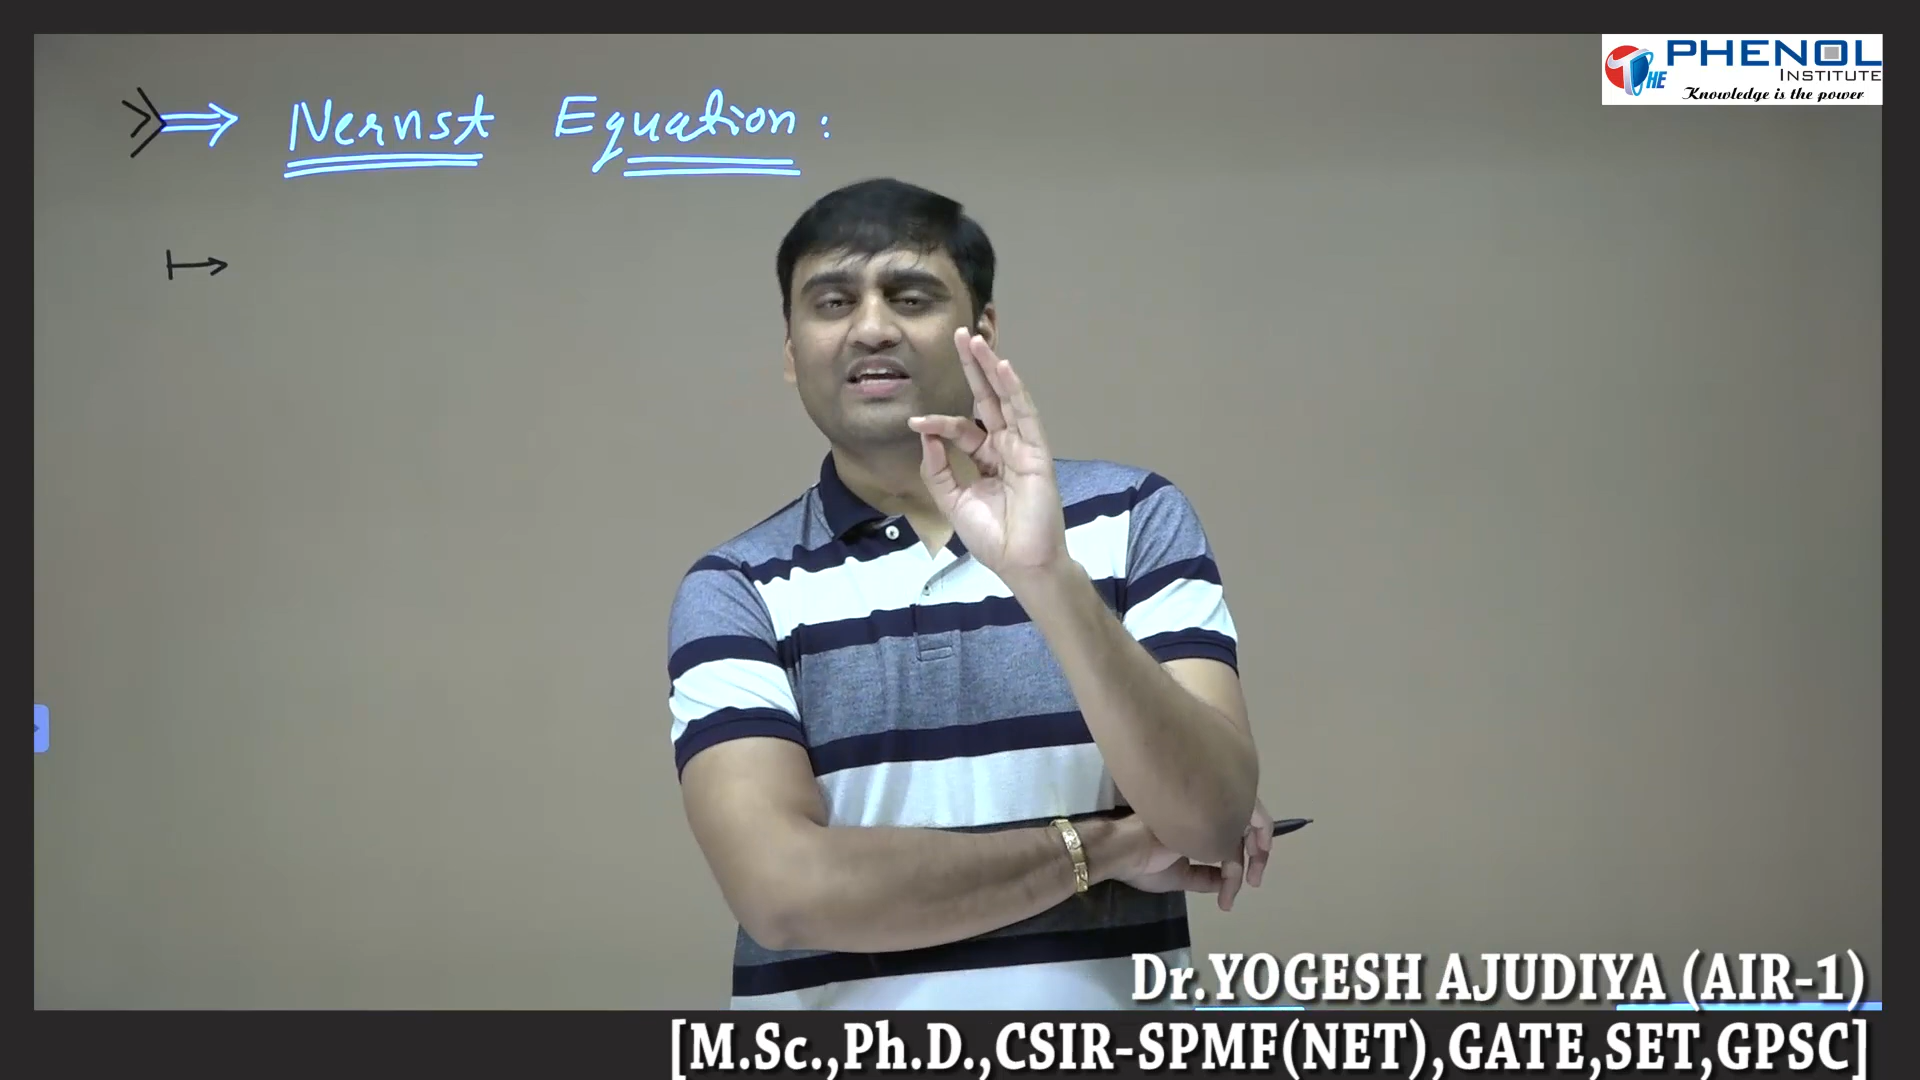 ⇒ Nernst Equation :
THE PHENOL
INSTITUTE
Knowledge is the power
Dr.YOGESH AJUDIYA (AIR-1)
[M.Sc.,Ph.D.,CSIR-SPMF(NET),GATE,SET,GPSC]